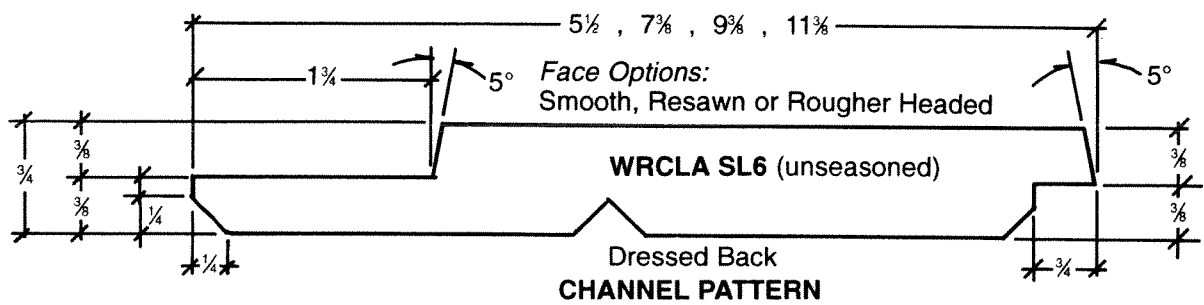 5½ , 7⅜ , 9⅜ , 11⅜
1¾
5°
Face Options:
5°
Smooth, Resawn or Rougher Headed
¾
⅜
⅜
¼
WRCLA SL6 (unseasoned)
⅜
⅜
¼
Dressed Back
¾
CHANNEL PATTERN